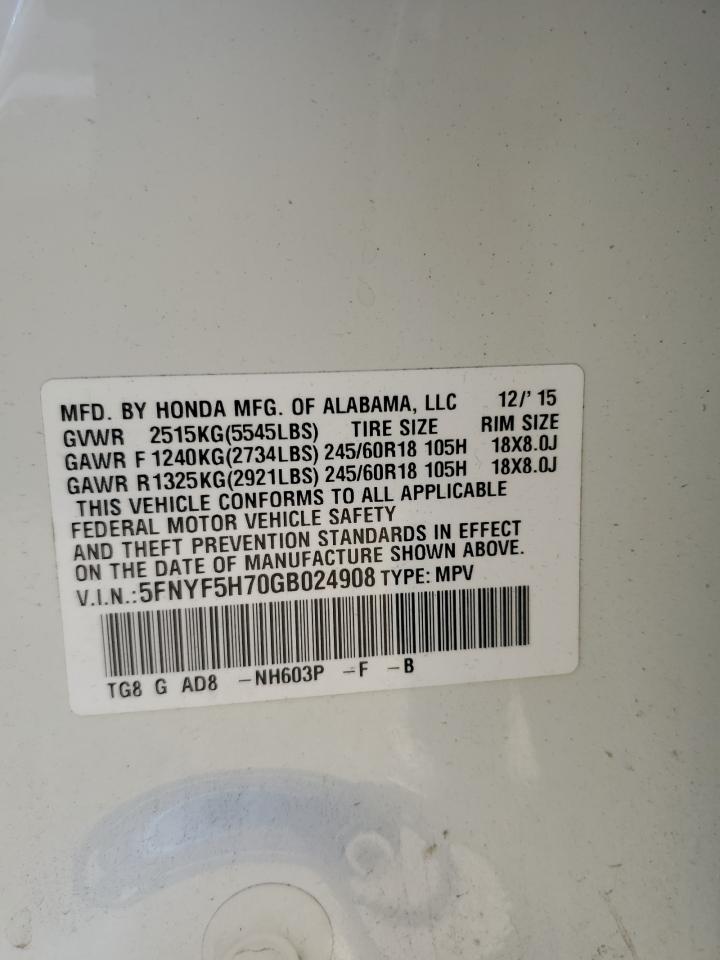 MFD. BY HONDA MFG. OF ALABAMA, LLC 12/' 15
GVWR 2515KG(5545LBS) TIRE SIZE RIM SIZE
GAWR F 1240KG(2734LBS) 245/60R18 105H 18X8.0J
GAWR R1325KG(2921LBS) 245/60R18 105H 18X8.0J
THIS VEHICLE CONFORMS TO ALL APPLICABLE
FEDERAL MOTOR VEHICLE SAFETY
AND THEFT PREVENTION STANDARDS IN EFFECT
ON THE DATE OF MANUFACTURE SHOWN ABOVE.
V.I.N.:5FNYF5H70GB024908 TYPE: MPV
TG8 G AD8 -NH603P -F -B